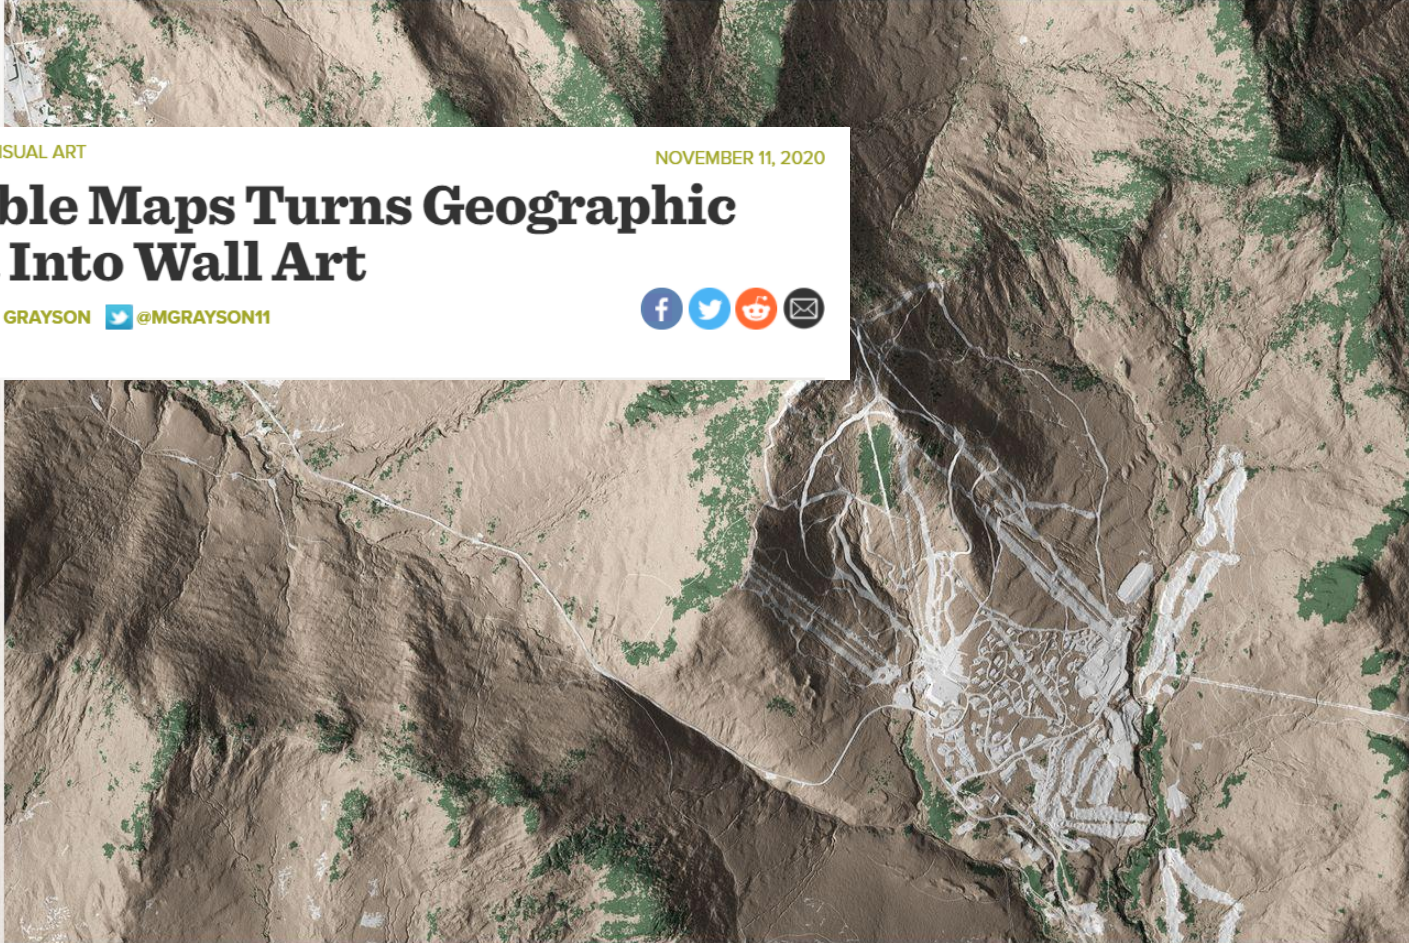 ISUAL ART
NOVEMBER 11, 2020
ble Maps Turns Geographic
Into Wall Art
GRAYSON @MGRAYSON11